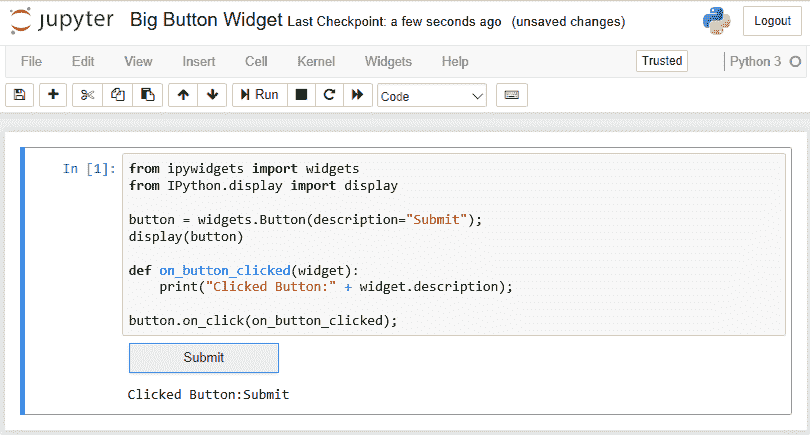 jupyter Big Button Widget Last Checkpoint: a few seconds ago (unsaved changes) Logout
File Edit View Insert Cell Kernel Widgets Help Trusted Python 3
Run Code
In [1]: from ipywidgets import widgets
from IPython.display import display
button = widgets.Button(description="Submit");
display(button)
def on_button_clicked(widget):
    print("Clicked Button:" + widget.description);
button.on_click(on_button_clicked);
Submit
Clicked Button:Submit